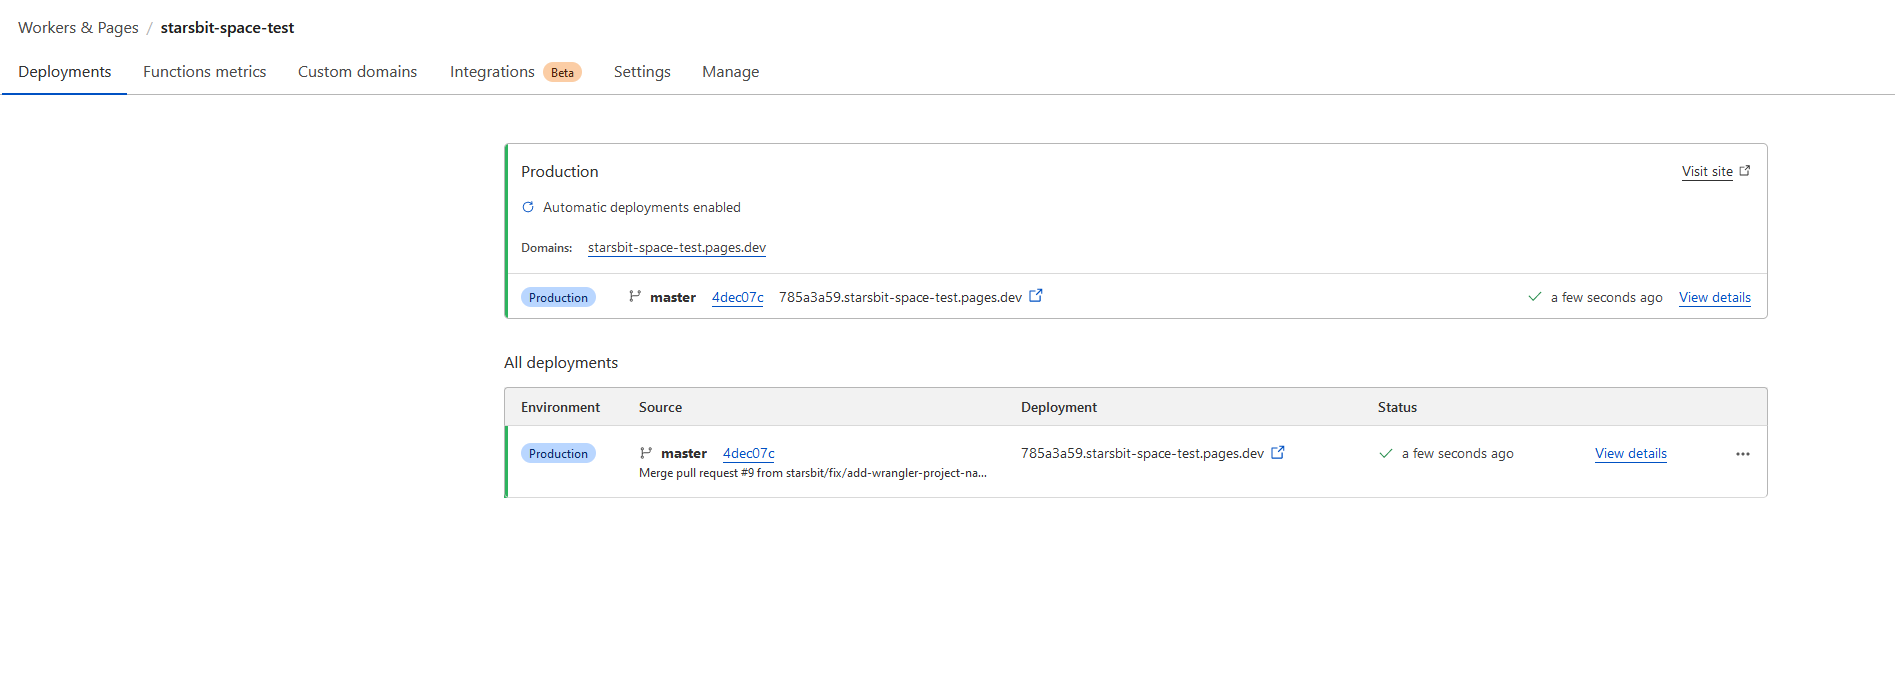 Workers & Pages / starsbit-space-test
Deployments Functions metrics Custom domains Integrations Beta Settings Manage
Production Visit site
Automatic deployments enabled
Domains: starsbit-space-test.pages.dev
Production master 4dec07c 785a3a59.starsbit-space-test.pages.dev a few seconds ago View details
All deployments
Environment Source Deployment Status
Production master 4dec07c 785a3a59.starsbit-space-test.pages.dev a few seconds ago View details ...
Merge pull request #9 from starsbit/fix/add-wrangler-project-na...